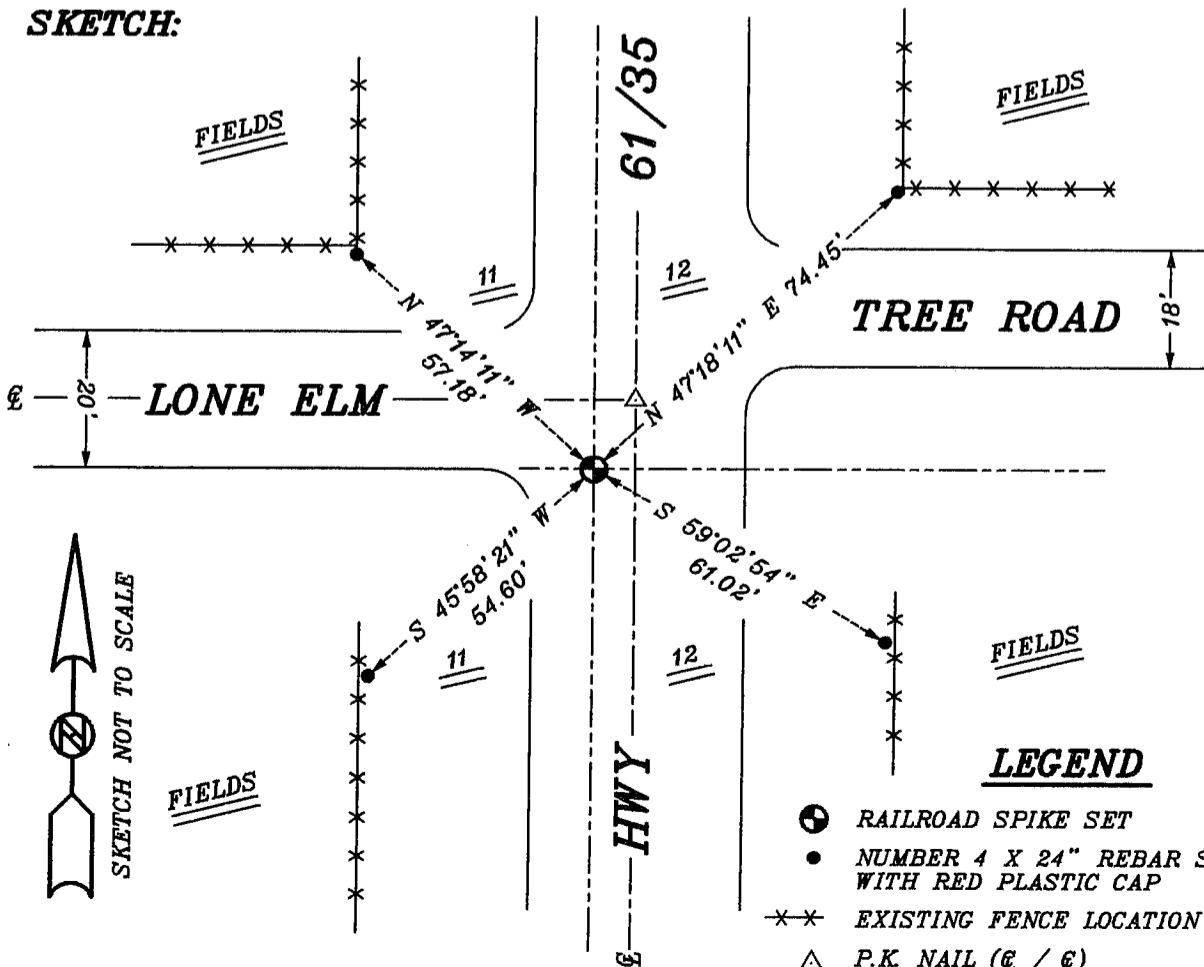 SKETCH:
61/35
FIELDS
FIELDS
11
12
N 47°14'11" W
57.18'
N 47°18'11" E 74.45'
TREE ROAD
18'
℄
20'
LONE ELM
S 45°58'21" W
54.60'
S 59°02'54" E
61.02'
11
12
FIELDS
FIELDS
N
SKETCH NOT TO SCALE
HWY
℄
LEGEND
RAILROAD SPIKE SET
NUMBER 4 X 24" REBAR S
WITH RED PLASTIC CAP
EXISTING FENCE LOCATION
P.K. NAIL (℄ / ℄)